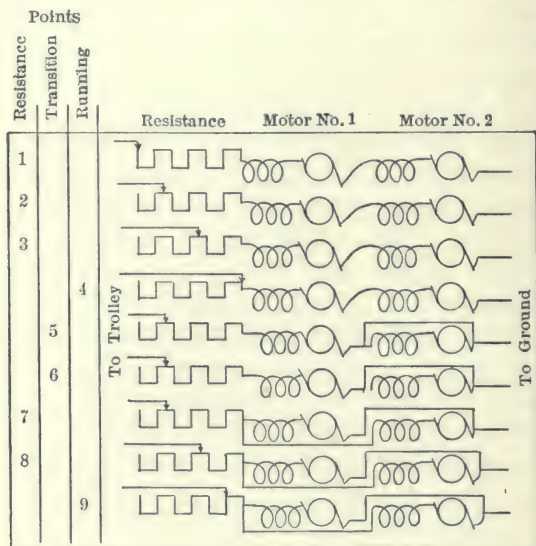 Points
Resistance
Transition
Running
Resistance Motor No. 1 Motor No. 2
1
2
3
4
5
6
7
8
9
To Trolley
To Ground